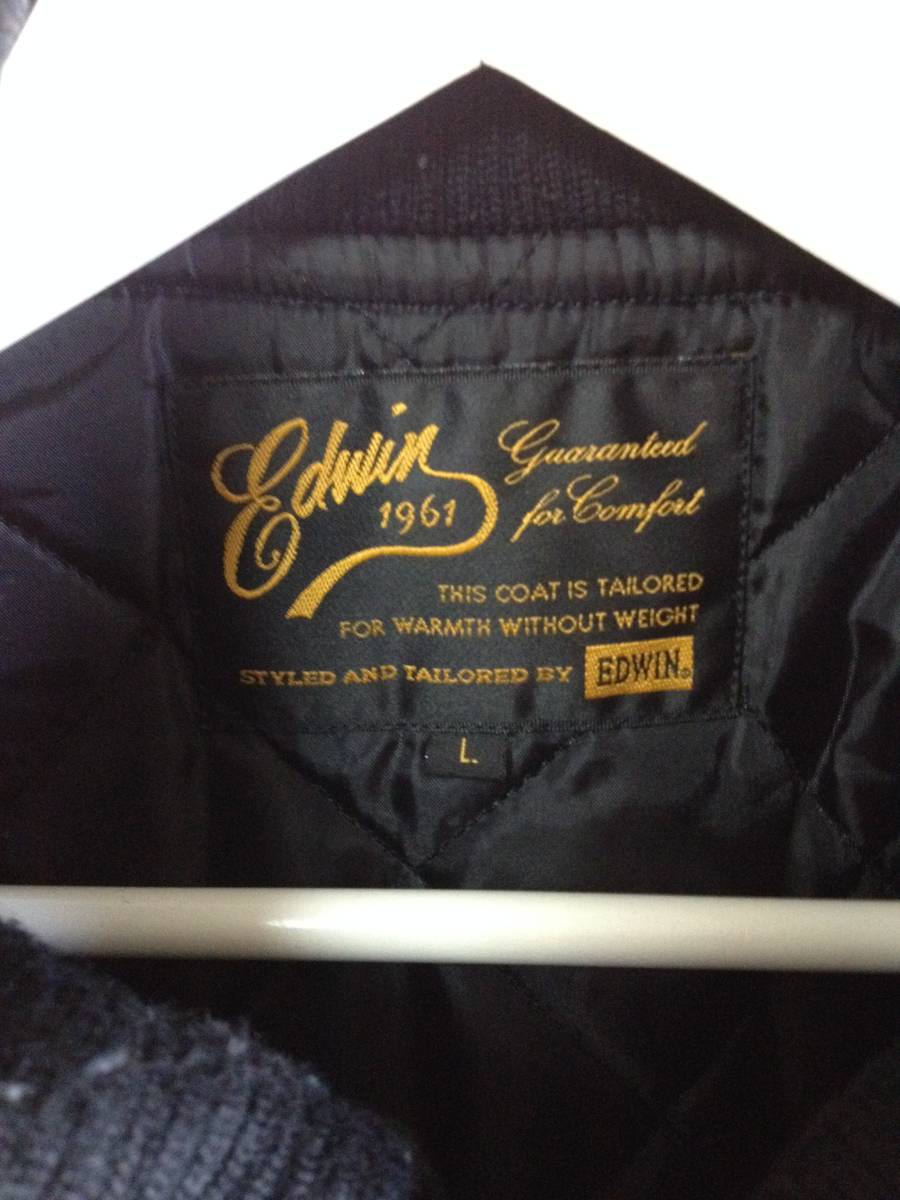 Edwin
1961
Guaranteed
for Comfort
THIS COAT IS TAILORED
FOR WARMTH WITHOUT WEIGHT
STYLED AND TAILORED BY EDWIN®
L.